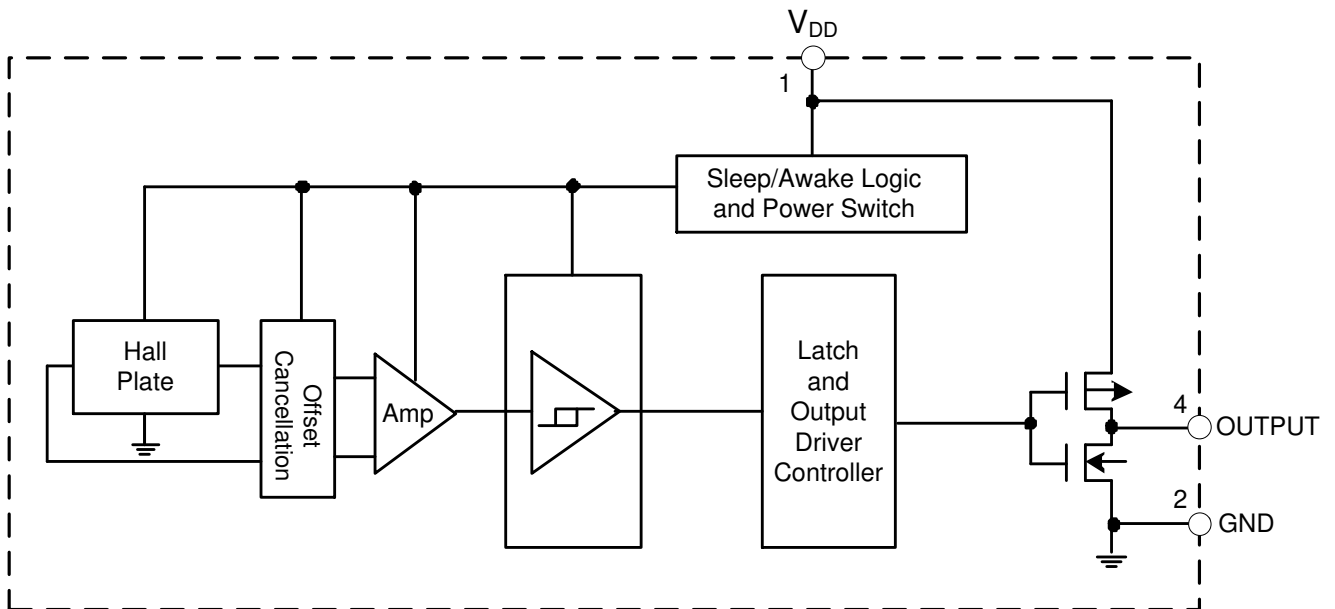 VDD
1
Sleep/Awake Logic
and Power Switch
Hall
Plate
Offset
Cancellation
Amp
Latch
and
Output
Driver
Controller
4
OUTPUT
2
GND